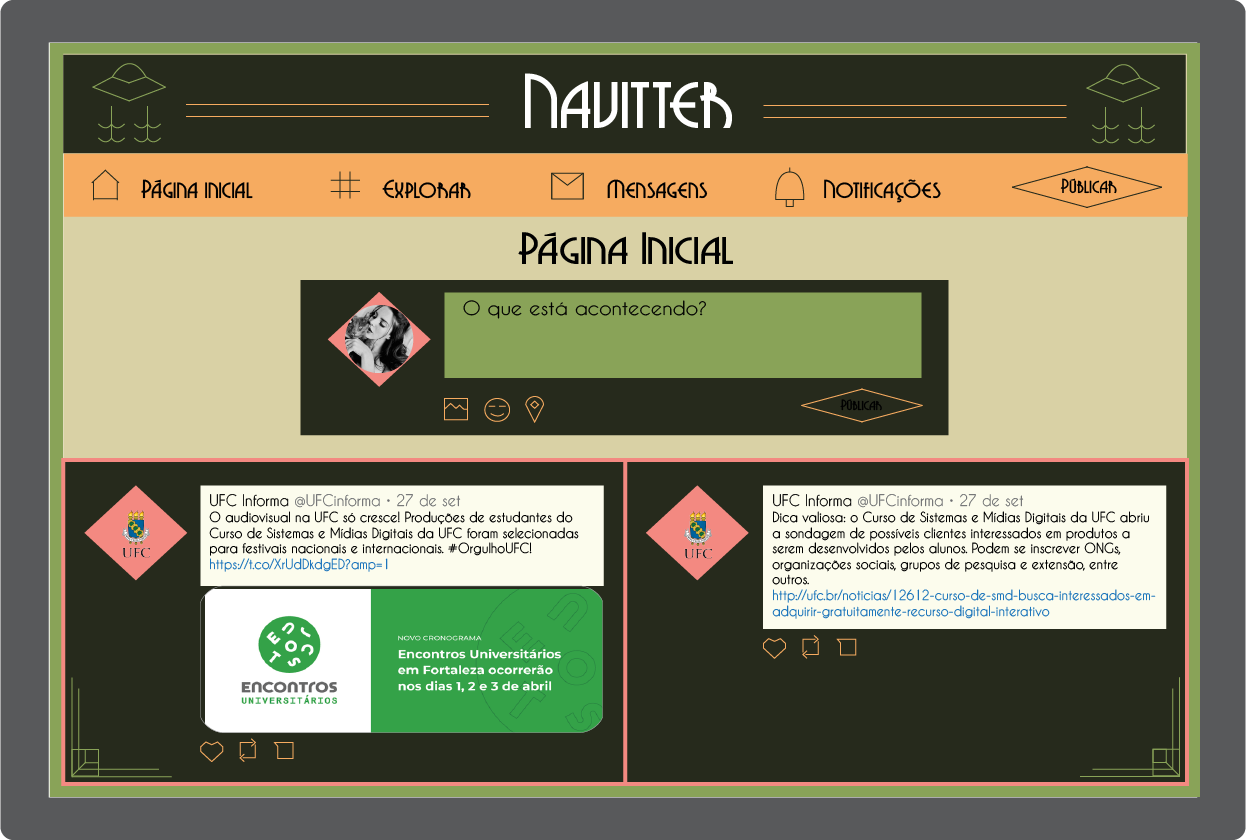 NAVITTER
PÁGINA INICIAL
EXPLORAR
MENSAGENS
NOTIFICAÇÕES
PÚBLICAR
PÁGINA INICIAL
O que está acontecendo?
PÚBLICAR
UFC Informa @UFCinforma · 27 de set
O audiovisual na UFC só cresce! Produções de estudantes do
Curso de Sistemas e Mídias Digitais da UFC foram selecionadas
para festivais nacionais e internacionais. #OrgulhoUFC!
https://t.co/XrUdDkdgED?amp=1
UFC
ENCONTROS
ENCONTROS
UNIVERSITÁRIOS
NOVO CRONOGRAMA
Encontros Universitários
em Fortaleza ocorrerão
nos dias 1, 2 e 3 de abril
UFC Informa @UFCinforma · 27 de set
Dica valiosa: o Curso de Sistemas e Mídias Digitais da UFC abriu
a sondagem de possíveis clientes interessados em produtos a
serem desenvolvidos pelos alunos. Podem se inscrever ONGs,
organizações sociais, grupos de pesquisa e extensão, entre
outros.
http://ufc.br/noticias/12612-curso-de-smd-busca-interessados-em-
adquirir-gratuitamente-recurso-digital-interativo
UFC